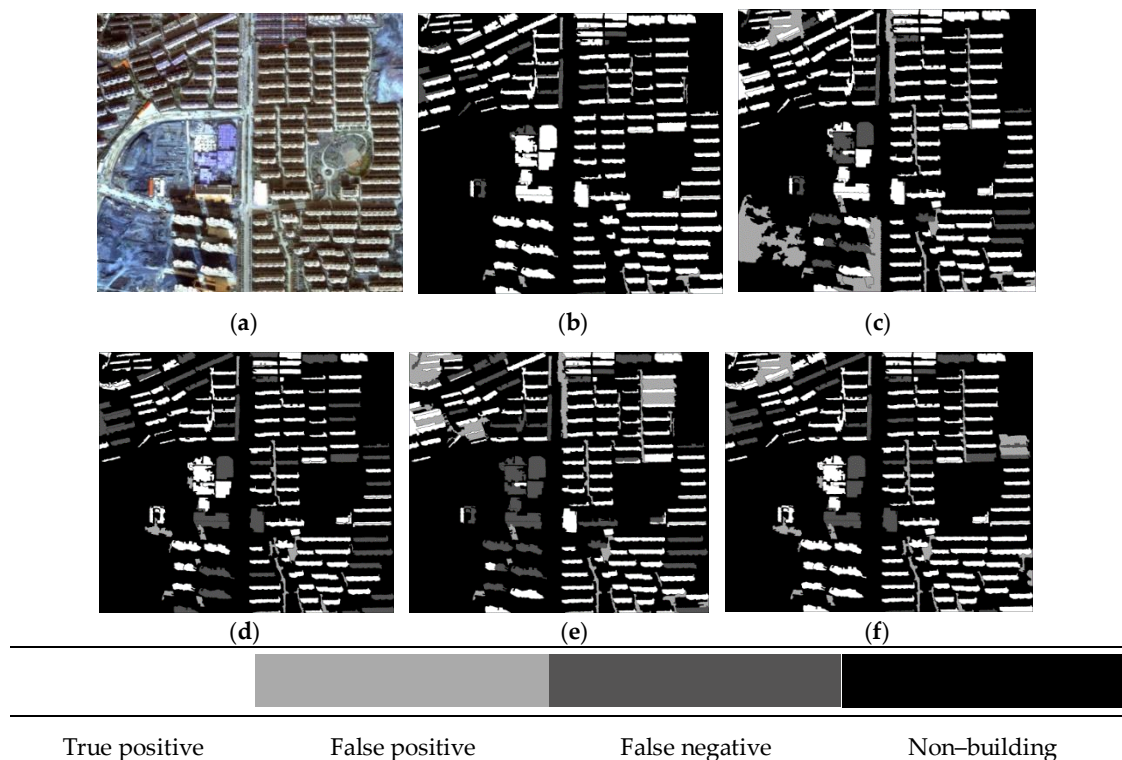 (a) (b) (c)
(d) (e) (f)
True positive False positive False negative Non–building